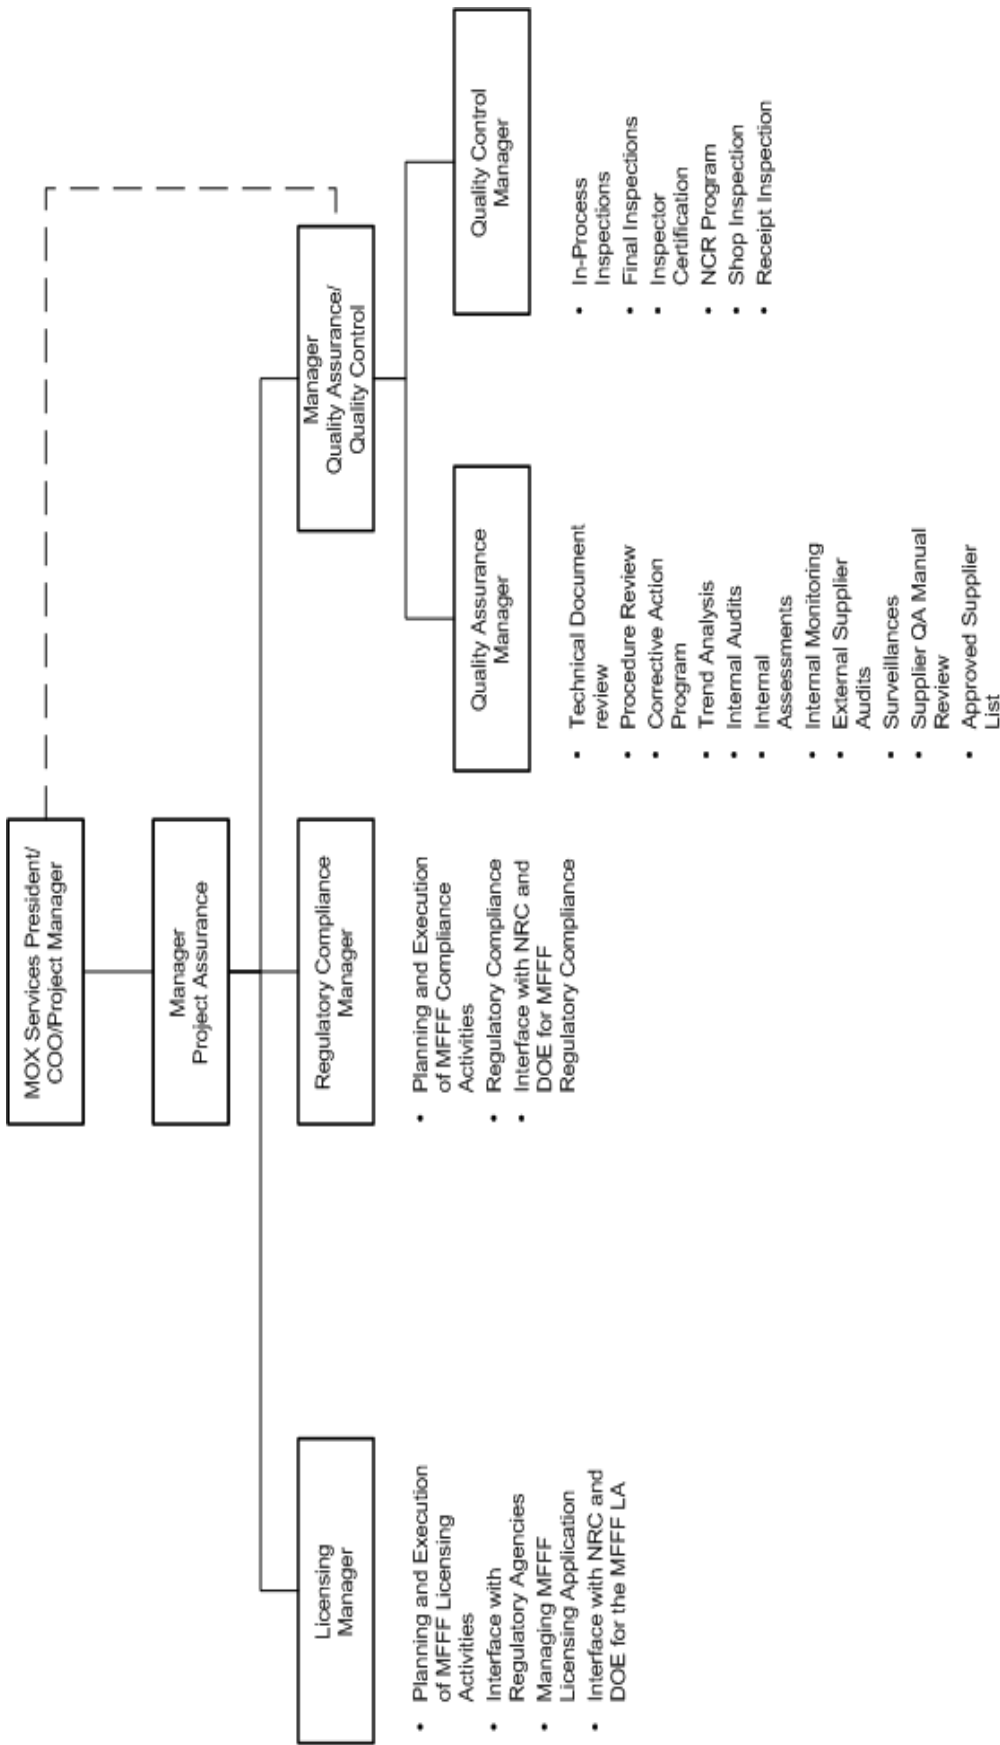 MOX Services President/
COO/Project Manager
Manager
Project Assurance
Licensing
Manager
• Planning and Execution
of MFFF Licensing
Activities
• Interface with
Regulatory Agencies
• Managing MFFF
Licensing Application
• Interface with NRC and
DOE for the MFFF LA
Regulatory Compliance
Manager
• Planning and Execution
of MFFF Compliance
Activities
• Regulatory Compliance
• Interface with NRC and
DOE for MFFF
Regulatory Compliance
Manager
Quality Assurance/
Quality Control
Quality Assurance
Manager
• Technical Document
review
• Procedure Review
• Corrective Action
Program
• Trend Analysis
• Internal Audits
• Internal
Assessments
• Internal Monitoring
• External Supplier
Audits
• Surveillances
• Supplier QA Manual
Review
• Approved Supplier
List
Quality Control
Manager
• In-Process
Inspections
• Final Inspections
• Inspector
Certification
• NCR Program
• Shop Inspection
• Receipt Inspection